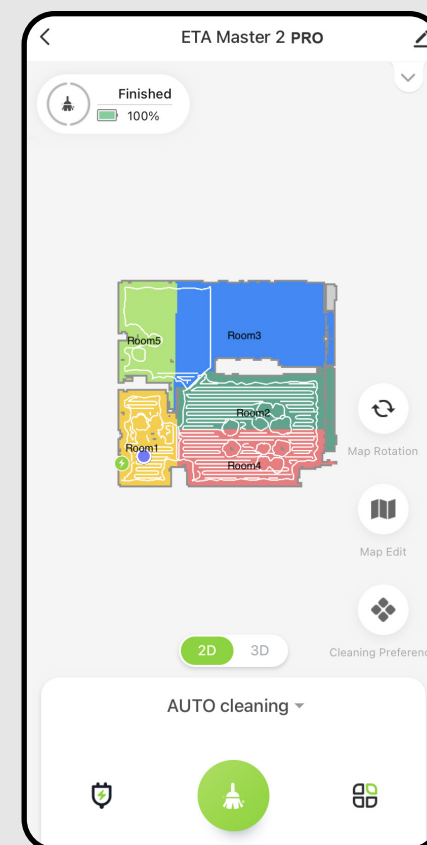 ETA Master 2 PRO
Finished
100%
Room5
Room3
Room2
Room1
Room4
Map Rotation
Map Edit
Cleaning Preferenc
2D
3D
AUTO cleaning